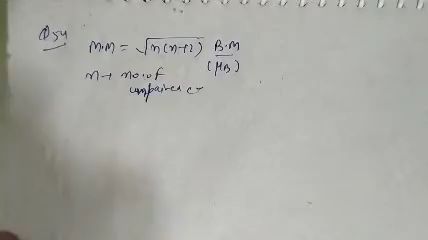 Q54
M.M = √n(n+2) B.M
(μB)
n → no. of
unpaired e-